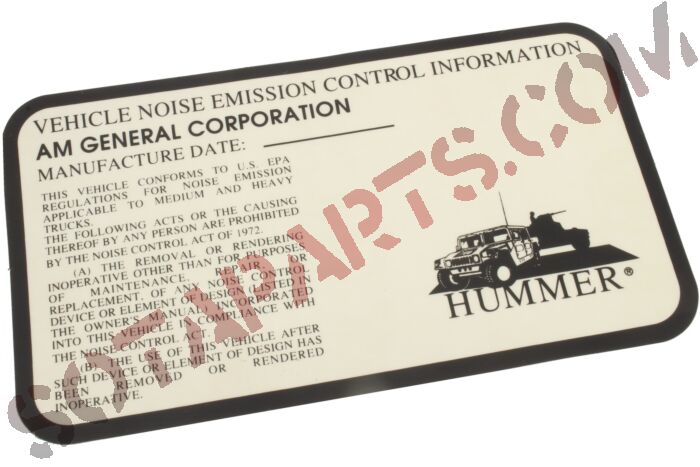 VEHICLE NOISE EMISSION CONTROL INFORMATION
AM GENERAL CORPORATION
MANUFACTURE DATE:
THIS VEHICLE CONFORMS TO U.S. EPA
REGULATIONS FOR NOISE EMISSION
APPLICABLE TO MEDIUM AND HEAVY
TRUCKS.
THE FOLLOWING ACTS OR THE CAUSING
THEREOF BY ANY PERSON ARE PROHIBITED
BY THE NOISE CONTROL ACT OF 1972.
(A) THE REMOVAL OR RENDERING
INOPERATIVE OTHER THAN FOR PURPOSES
OF MAINTENANCE, REPAIR, OR
REPLACEMENT, OF ANY NOISE CONTROL
DEVICE OR ELEMENT OF DESIGN (LISTED IN
THE OWNER'S MANUAL) INCORPORATED
INTO THIS VEHICLE IN COMPLIANCE WITH
THE NOISE CONTROL ACT
(B) THE USE OF THIS VEHICLE AFTER
SUCH DEVICE OR ELEMENT OF DESIGN HAS
BEEN REMOVED OR RENDERED
INOPERATIVE.
HUMMER®
SOTAPARTS.COM